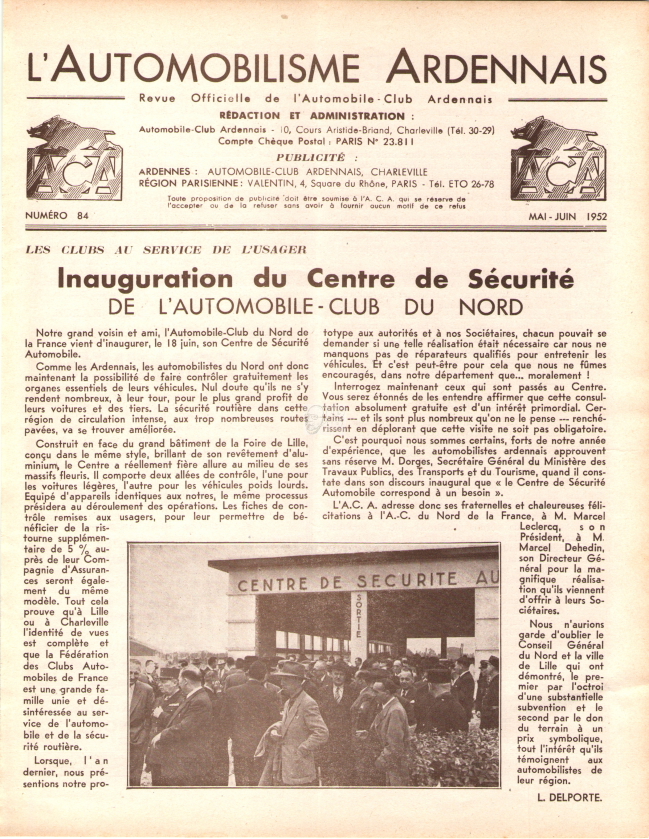 L'AUTOMOBILISME ARDENNAIS
Revue Officielle de l'Automobile-Club Ardennais
RÉDACTION ET ADMINISTRATION :
Automobile-Club Ardennais - 10, Cours Aristide-Briand, Charleville (Tél. 30-29)
Compte Chèque Postal : PARIS N° 23.811
PUBLICITÉ :
ARDENNES : AUTOMOBILE-CLUB ARDENNAIS, CHARLEVILLE
RÉGION PARISIENNE : VALENTIN, 4, Square du Rhône, PARIS - Tél. ETO 26-78
Toute proposition de publicité doit être soumise à l'A. C. A. qui se réserve de
l'accepter ou de la refuser sans avoir à fournir aucun motif de ce refus
ACA
ACA
NUMÉRO 84
MAI - JUIN 1952
LES CLUBS AU SERVICE DE L'USAGER
Inauguration du Centre de Sécurité
DE L'AUTOMOBILE-CLUB DU NORD
Notre grand voisin et ami, l'Automobile-Club du Nord de
la France vient d'inaugurer, le 18 juin, son Centre de Sécurité
Automobile.
Comme les Ardennais, les automobilistes du Nord ont donc
maintenant la possibilité de faire contrôler gratuitement les
organes essentiels de leurs véhicules. Nul doute qu'ils ne s'y
rendent nombreux, à leur tour, pour le plus grand profit de
leurs voitures et des tiers. La sécurité routière dans cette
région de circulation intense, aux trop nombreuses routes
pavées, va se trouver améliorée.
Construit en face du grand bâtiment de la Foire de Lille,
conçu dans le même style, brillant de son revêtement d'alu-
minium, le Centre a réellement fière allure au milieu de ses
massifs fleuris. Il comporte deux allées de contrôle, l'une pour
les voitures légères, l'autre pour les véhicules poids lourds.
Equipé d'appareils identiques aux notres, le même processus
présidera au déroulement des opérations. Les fiches de con-
trôle remises aux usagers, pour leur permettre de bé-
néficier de la ris-
tourne supplémen-
taire de 5 % au-
près de leur Com-
pagnie d'Assuran-
ces seront égale-
ment du même
modèle. Tout cela
prouve qu'à Lille
ou à Charleville
l'identité de vues
est complète et
que la Fédération
des Clubs Auto-
mobiles de France
est une grande fa-
mille unie et dé-
sintéressée au ser-
vice de l'automo-
bile et de la sécu-
rité routière.
Lorsque, l'an
dernier, nous pré-
sentions notre pro-
totype aux autorités et à nos Sociétaires, chacun pouvait se
demander si une telle réalisation était nécessaire car nous ne
manquons pas de réparateurs qualifiés pour entretenir les
véhicules. Et c'est peut-être pour cela que nous ne fûmes
encouragés, dans notre département que... moralement !
Interrogez maintenant ceux qui sont passés au Centre.
Vous serez étonnés de les entendre affirmer que cette consul-
tation absolument gratuite est d'un intérêt primordial. Cer-
tains --- et ils sont plus nombreux qu'on ne le pense --- renché-
rissent en déplorant que cette visite ne soit pas obligatoire.
C'est pourquoi nous sommes certains, forts de notre année
d'expérience, que les automobilistes ardennais approuvent
sans réserve M. Dorges, Secrétaire Général du Ministère des
Travaux Publics, des Transports et du Tourisme, quand il cons-
tate dans son discours inaugural que « le Centre de Sécurité
Automobile correspond à un besoin ».
L'A.C. A. adresse donc ses fraternelles et chaleureuses féli-
citations à l'A.-C. du Nord de la France, à M. Marcel
Leclercq, son
Président, à M.
Marcel Dehedin,
son Directeur Gé-
néral pour la ma-
gnifique réalisa-
tion qu'ils viennent
d'offrir à leurs So-
ciétaires.
Nous n'aurions
garde d'oublier le
Conseil Général
du Nord et la ville
de Lille qui ont
démontré, le pre-
mier par l'octroi
d'une substantielle
subvention et le
second par le don
du terrain à un
prix symbolique,
tout l'intérêt qu'ils
témoignent aux
automobilistes de
leur région.
L. DELPORTE.
CENTRE DE SECURITE AU
SORTIE